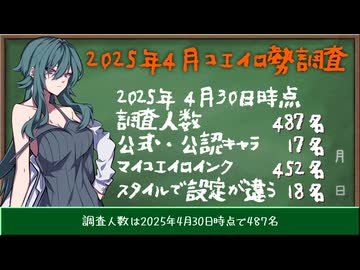 2025年4月コエイロ勢調査
2025年 4月30日時点
調査人数 487名
公式・公認キャラ 17名
マイコエイロインク 452名
スタイルで設定が違う 18名
月
日
調査人数は2025年4月30日時点で487名